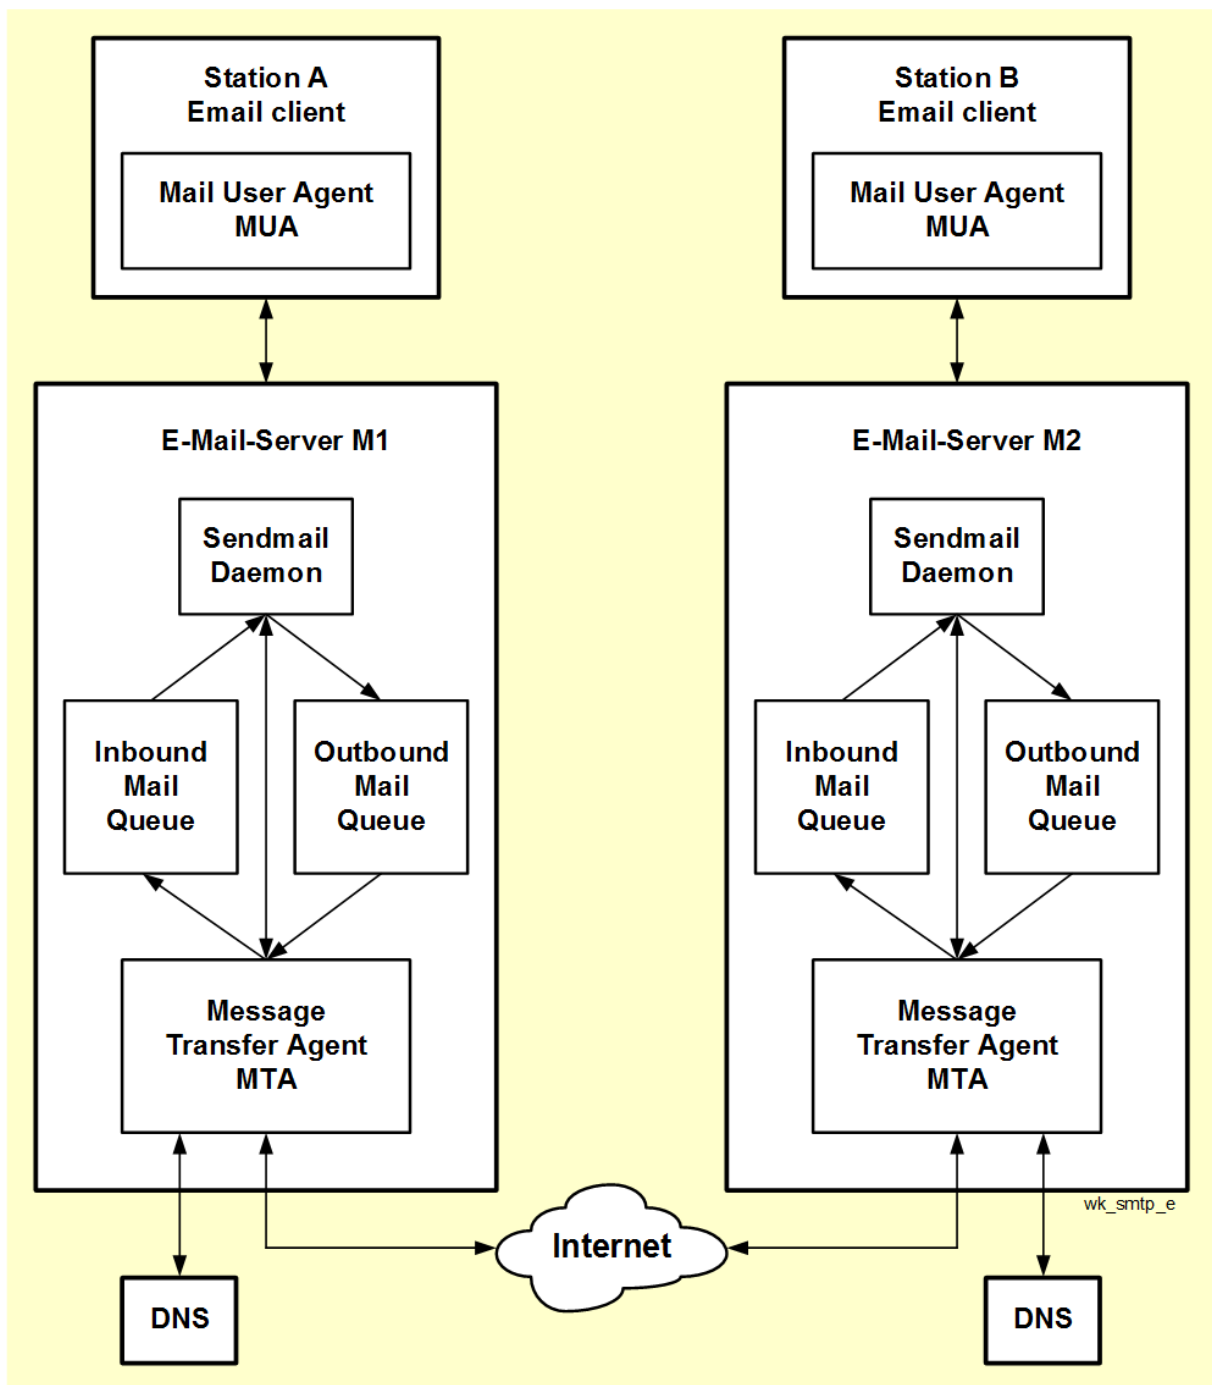 Station A
Email client
Mail User Agent
MUA
Station B
Email client
Mail User Agent
MUA
E-Mail-Server M1
Sendmail
Daemon
Inbound
Mail
Queue
Outbound
Mail
Queue
Message
Transfer Agent
MTA
E-Mail-Server M2
Sendmail
Daemon
Inbound
Mail
Queue
Outbound
Mail
Queue
Message
Transfer Agent
MTA
wk_smtp_e
Internet
DNS
DNS